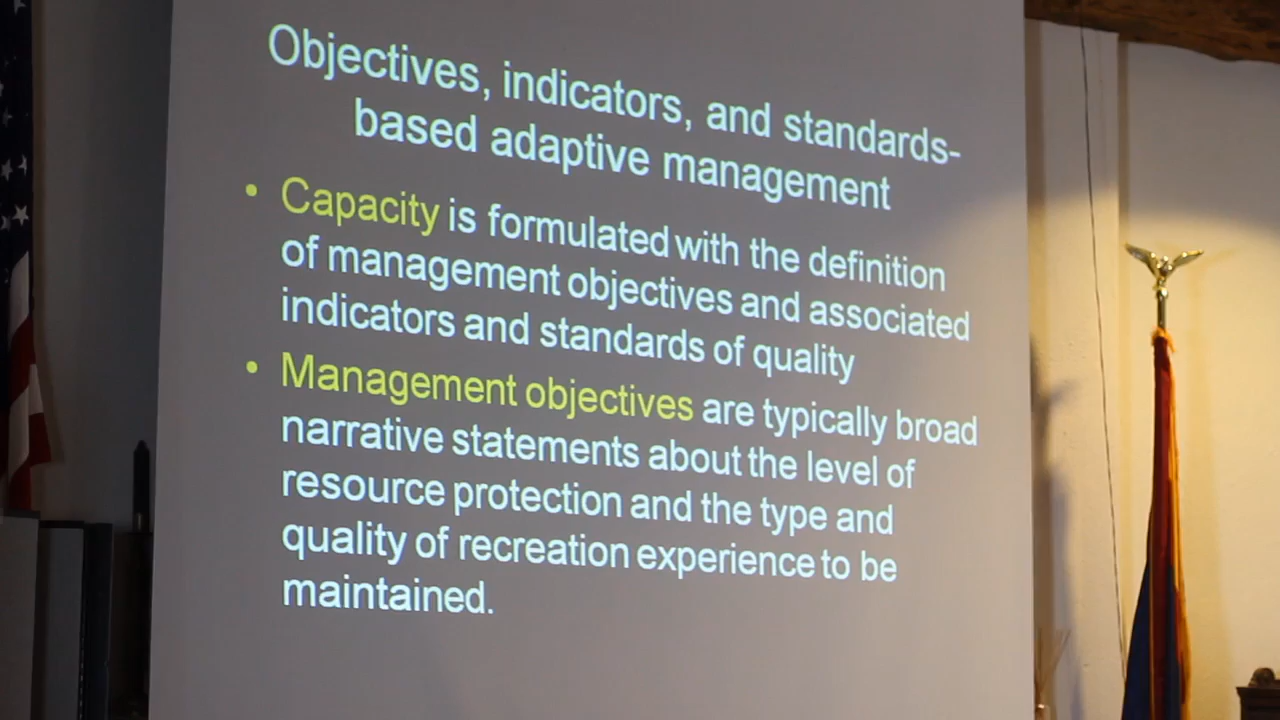 Objectives, indicators, and standards-
based adaptive management
• Capacity is formulated with the definition
of management objectives and associated
indicators and standards of quality
• Management objectives are typically broad
narrative statements about the level of
resource protection and the type and
quality of recreation experience to be
maintained.